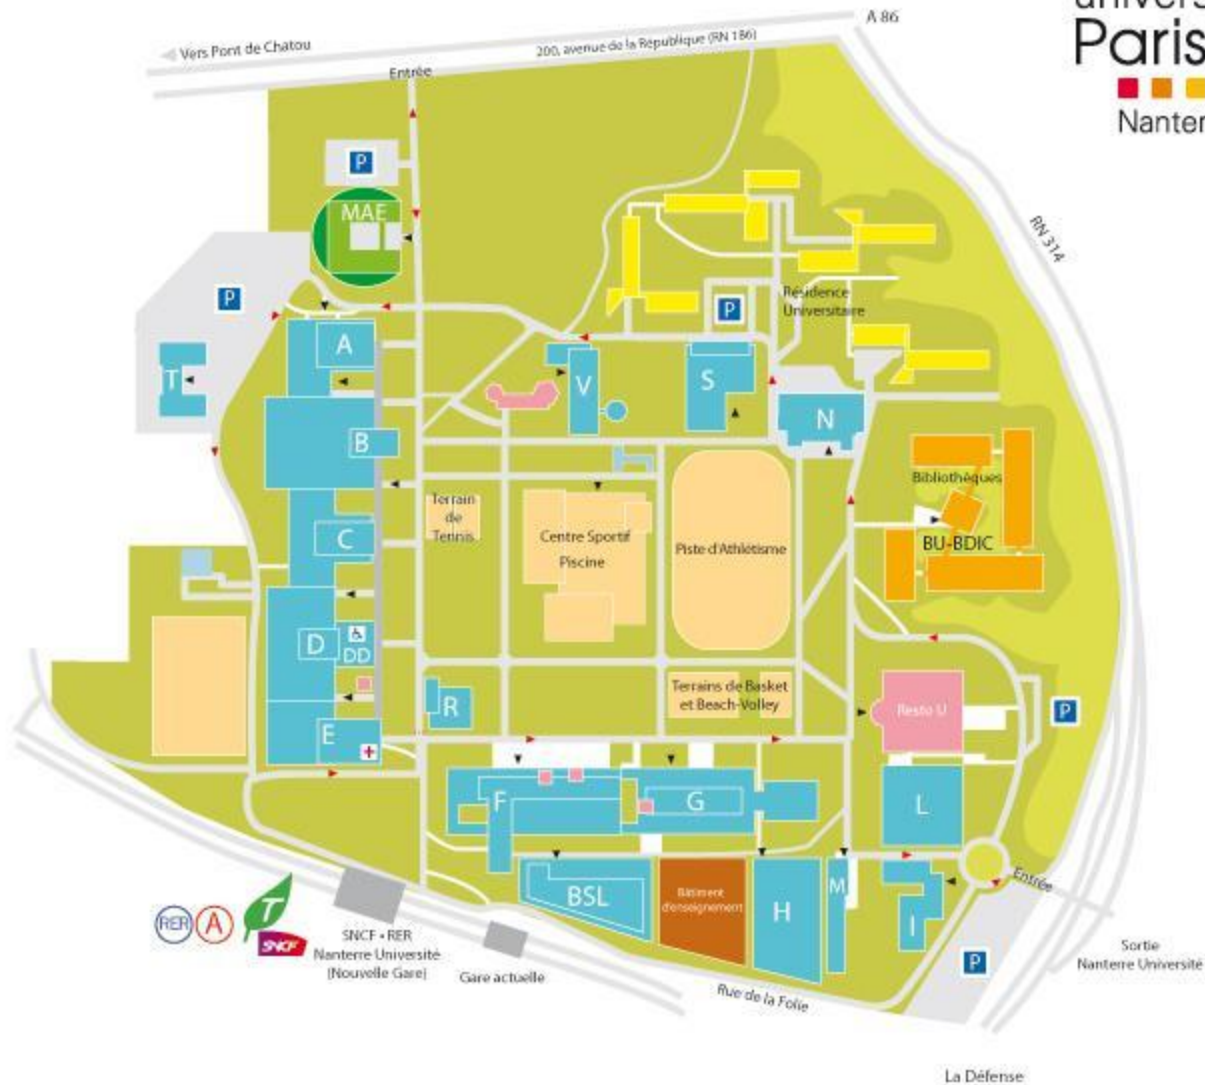 univers
Paris
Nanter
A 86
Vers Pont de Chatou
200, avenue de la République (RN 186)
Entrée
P
MAE
RN 314
P
Résidence
Universitaire
P
A
T
V
S
N
B
Bibliothèques
Terrain
de
Tennis
Centre Sportif
Piscine
Piste d'Athlétisme
C
BU-BDIC
D
DD
Terrains de Basket
et Beach-Volley
R
Resto U
P
E
F
G
L
Entrée
BSL
Bâtiment
d'enseignement
H
M
I
RER
A
T
SNCF
SNCF • RER
Nanterre Université
(Nouvelle Gare)
Gare actuelle
P
Sortie
Nanterre Université
Rue de la Folie
La Défense